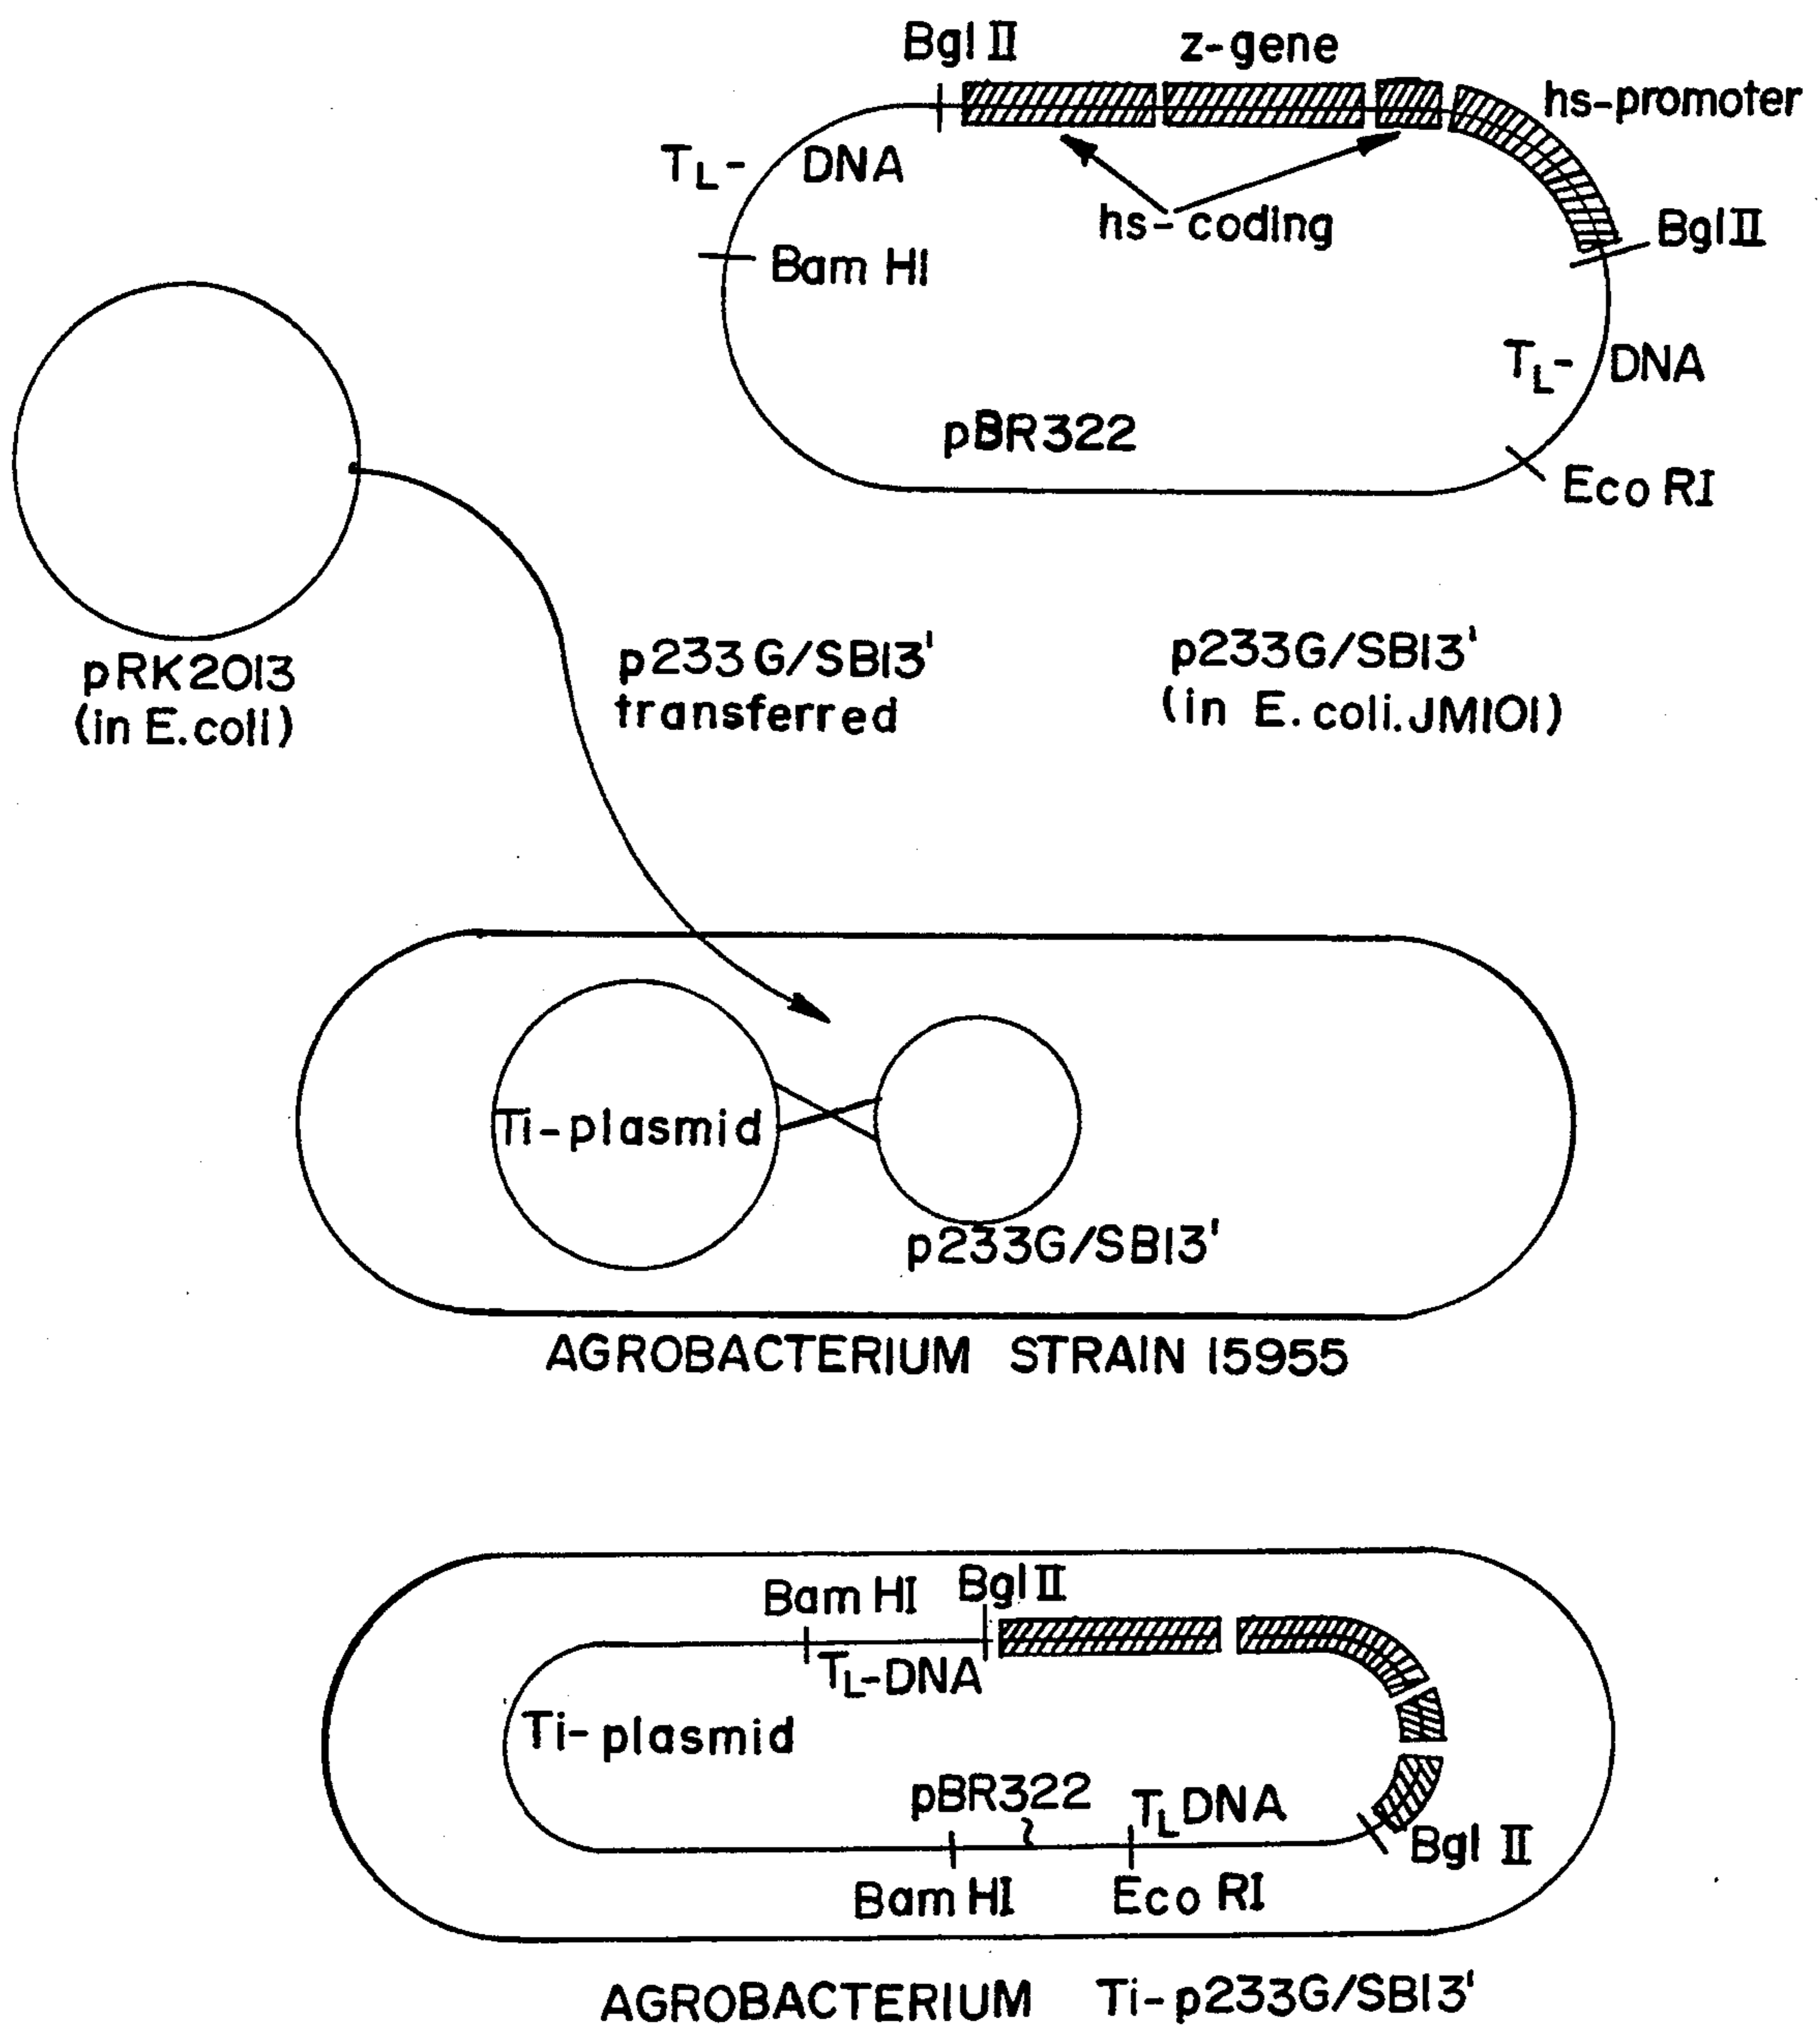 Bgl II
z-gene
hs-promoter
TL- DNA
hs-coding
Bgl II
Bam HI
TL- DNA
pBR322
Eco RI
pRK2013
(in E.coli)
p233G/SB13'
transferred
p233G/SB13'
(in E.coli.JM101)
Ti-plasmid
p233G/SB13'
AGROBACTERIUM STRAIN 15955
Bam HI
Bgl II
TL-DNA
Ti-plasmid
pBR322
TL DNA
Bgl II
Bam HI
Eco RI
AGROBACTERIUM Ti-p233G/SB13'